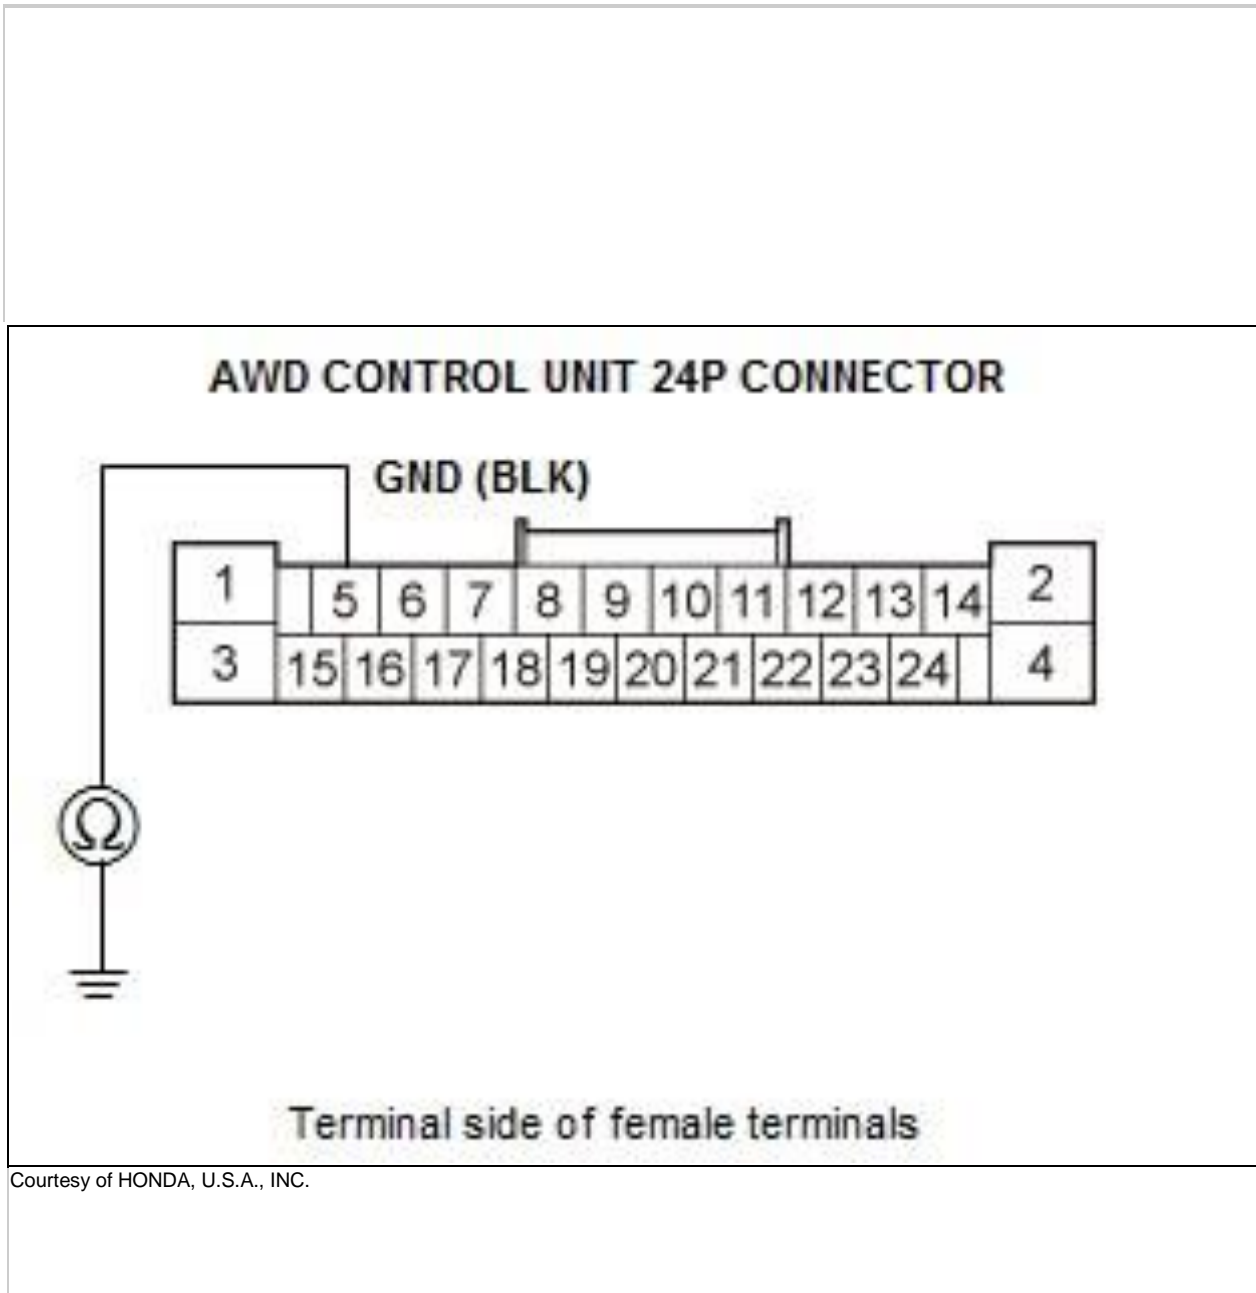 AWD CONTROL UNIT 24P CONNECTOR
GND (BLK)
1 5 6 7 8 9 10 11 12 13 14 2
3 15 16 17 18 19 20 21 22 23 24 4
Ω
Terminal side of female terminals
Courtesy of HONDA, U.S.A., INC.